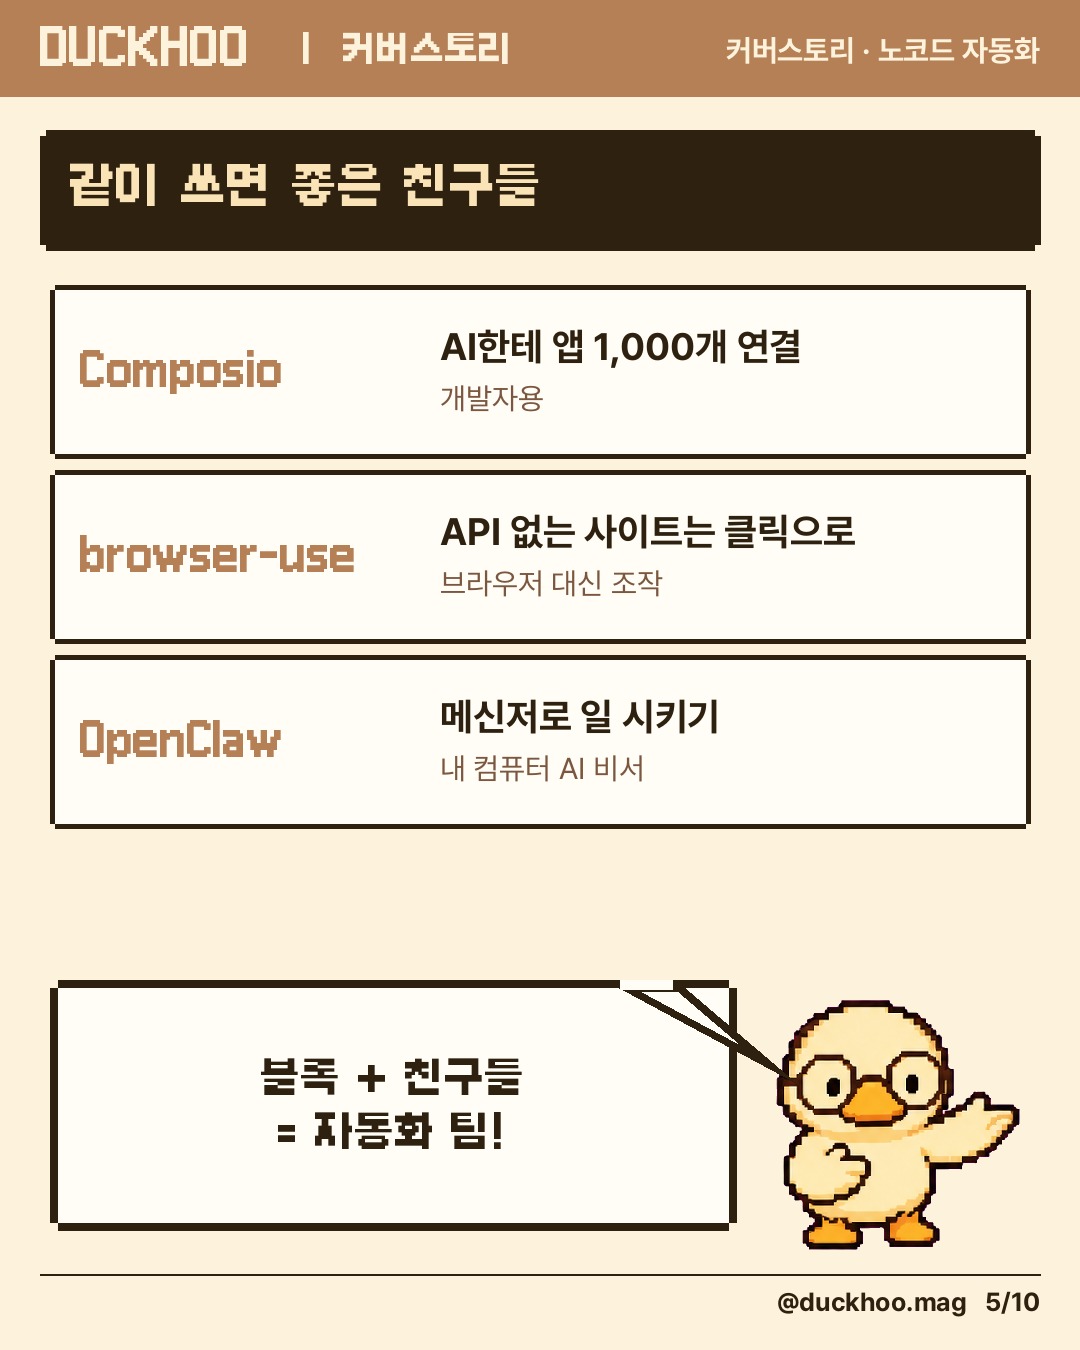 DUCKHOO | 커버스토리
커버스토리 · 노코드 자동화
같이 쓰면 좋은 친구들
Composio
AI한테 앱 1,000개 연결
개발자용
browser-use
API 없는 사이트는 클릭으로
브라우저 대신 조작
OpenClaw
메신저로 일 시키기
내 컴퓨터 AI 비서
블록 + 친구들
= 자동화 팀!
@duckhoo.mag 5/10